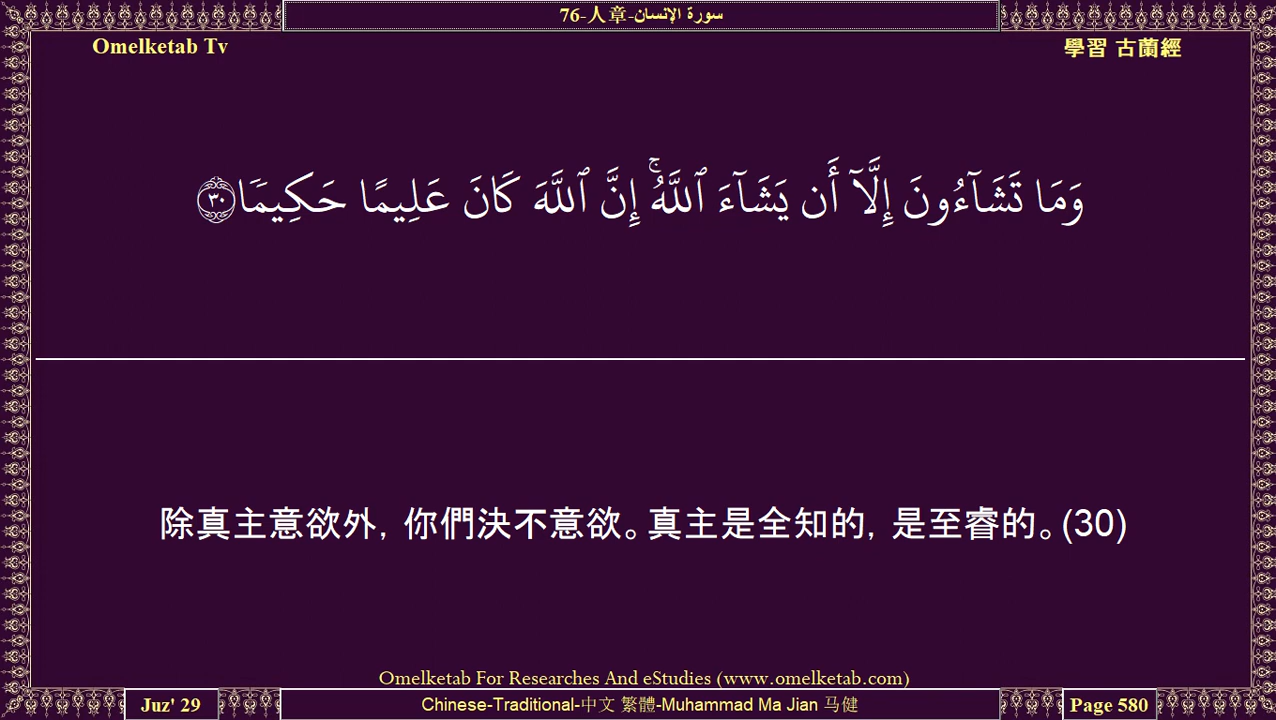 76-人章-سورة الإنسان
Omelketab Tv
學習 古蘭經
وَمَا تَشَآءُونَ إِلَّآ أَن يَشَآءَ ٱللَّهُۚ إِنَّ ٱللَّهَ كَانَ عَلِيمًا حَكِيمٗا ٣٠
除真主意欲外，你們決不意欲。真主是全知的，是至睿的。(30)
Omelketab For Researches And eStudies (www.omelketab.com)
Juz' 29
Chinese-Traditional-中文 繁體-Muhammad Ma Jian 马健
Page 580